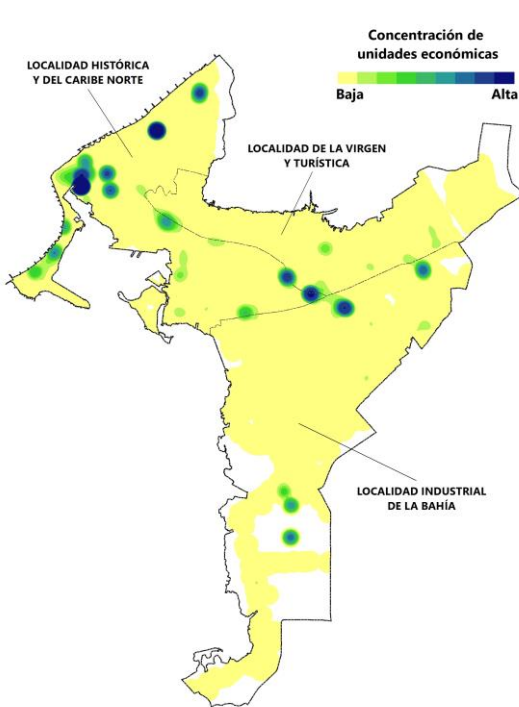 Concentración de
unidades económicas
Baja
Alta
LOCALIDAD HISTÓRICA
Y DEL CARIBE NORTE
LOCALIDAD DE LA VIRGEN
Y TURÍSTICA
LOCALIDAD INDUSTRIAL
DE LA BAHÍA